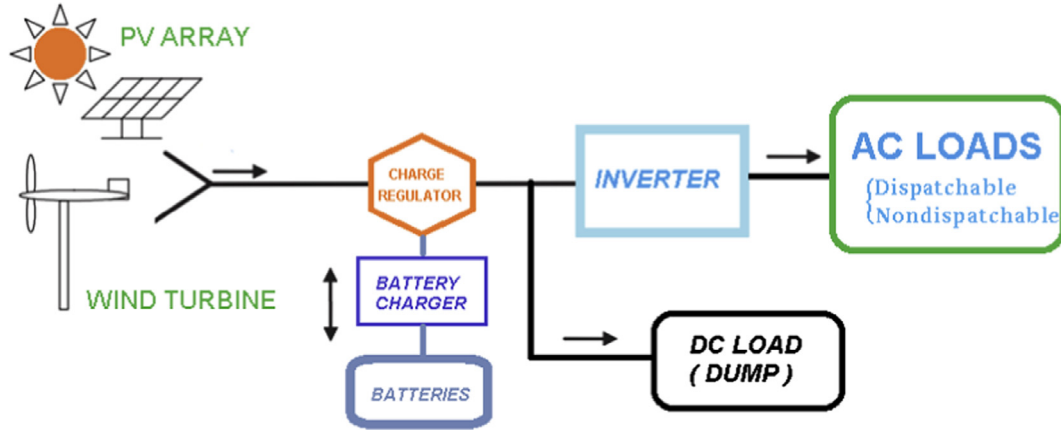 PV ARRAY
WIND TURBINE
CHARGE
REGULATOR
BATTERY
CHARGER
BATTERIES
INVERTER
AC LOADS
{Dispatchable
{Nondispatchable
DC LOAD
( DUMP )